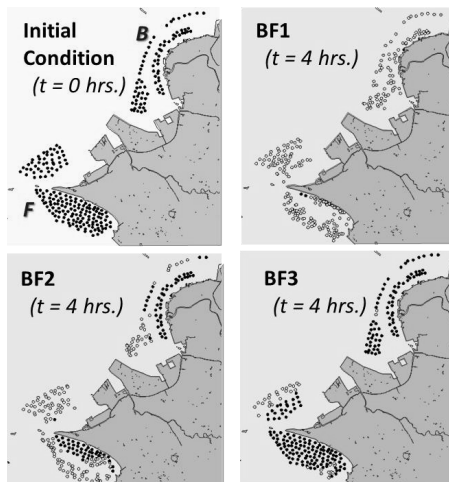 Initial
Condition
(t = 0 hrs.)
B
F
BF1
(t = 4 hrs.)
BF2
(t = 4 hrs.)
BF3
(t = 4 hrs.)